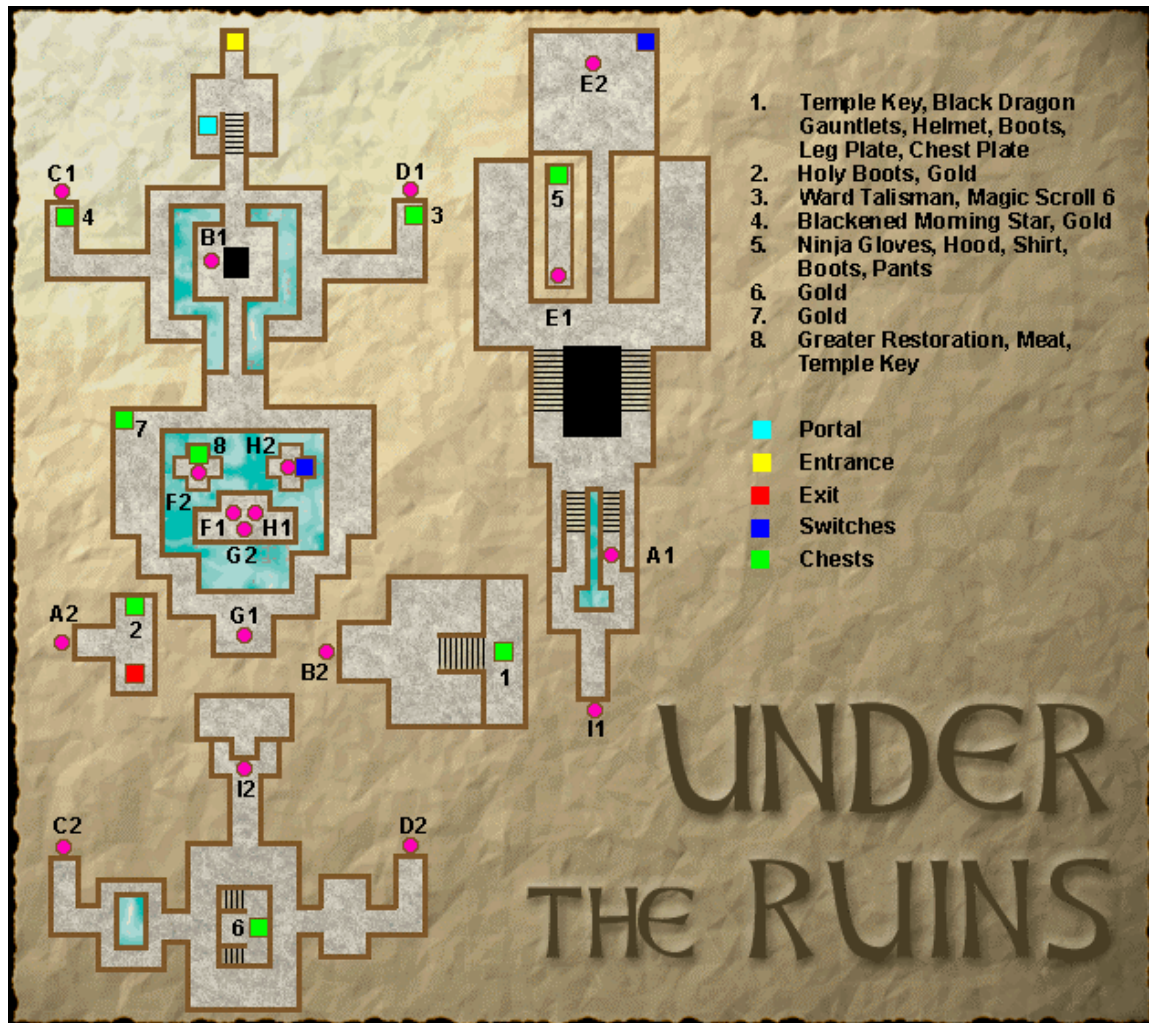 E2
1. Temple Key, Black Dragon
Gauntlets, Helmet, Boots,
Leg Plate, Chest Plate
2. Holy Boots, Gold
3. Ward Talisman, Magic Scroll 6
4. Blackened Morning Star, Gold
5. Ninja Gloves, Hood, Shirt,
Boots, Pants
6. Gold
7. Gold
8. Greater Restoration, Meat,
Temple Key
C1
D1
4
3
5
B1
E1
Portal
Entrance
Exit
Switches
Chests
7
8
H2
F2
F1
H1
G2
A1
A2
2
G1
B2
1
I1
I2
C2
D2
6
UNDER
THE RUINS